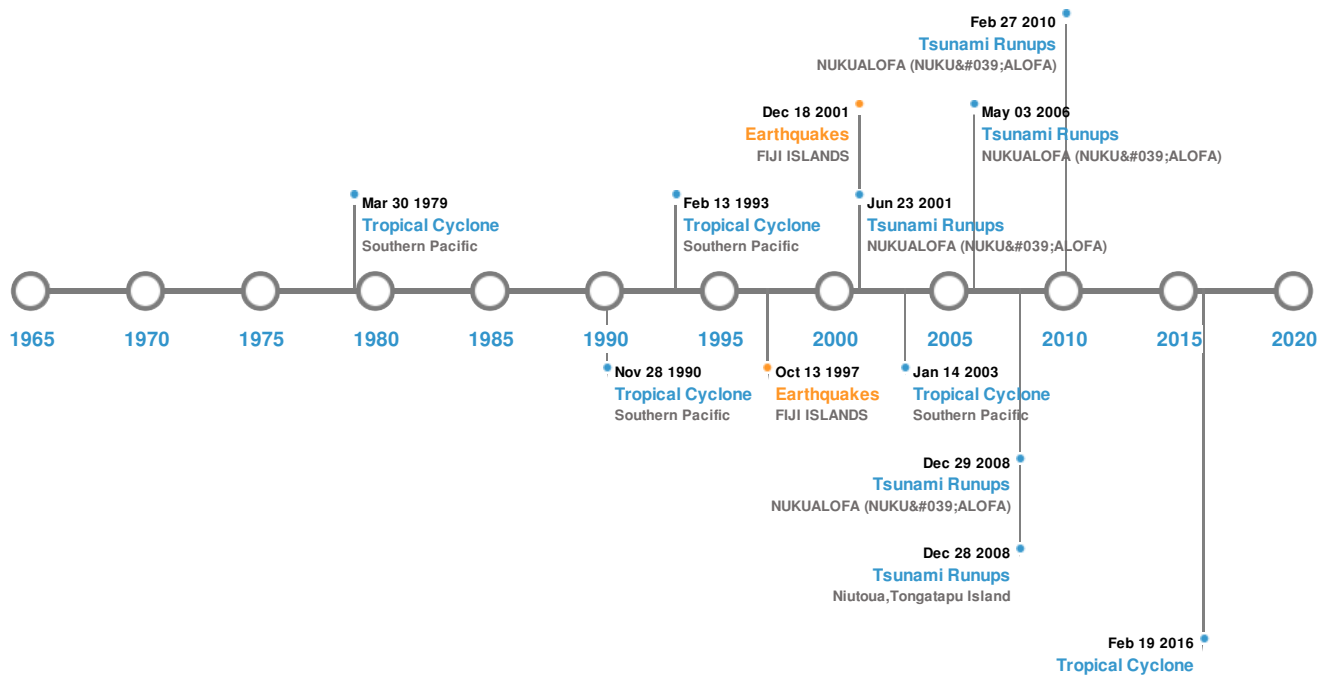 Feb 27 2010
Tsunami Runups
NUKUALOFA (NUKU&#039;ALOFA)
Dec 18 2001
Earthquakes
FIJI ISLANDS
May 03 2006
Tsunami Runups
NUKUALOFA (NUKU&#039;ALOFA)
Mar 30 1979
Tropical Cyclone
Southern Pacific
Feb 13 1993
Tropical Cyclone
Southern Pacific
Jun 23 2001
Tsunami Runups
NUKUALOFA (NUKU&#039;ALOFA)
1965 1970 1975 1980 1985 1990 1995 2000 2005 2010 2015 2020
Nov 28 1990
Tropical Cyclone
Southern Pacific
Oct 13 1997
Earthquakes
FIJI ISLANDS
Jan 14 2003
Tropical Cyclone
Southern Pacific
Dec 29 2008
Tsunami Runups
NUKUALOFA (NUKU&#039;ALOFA)
Dec 28 2008
Tsunami Runups
Niutoua,Tongatapu Island
Feb 19 2016
Tropical Cyclone